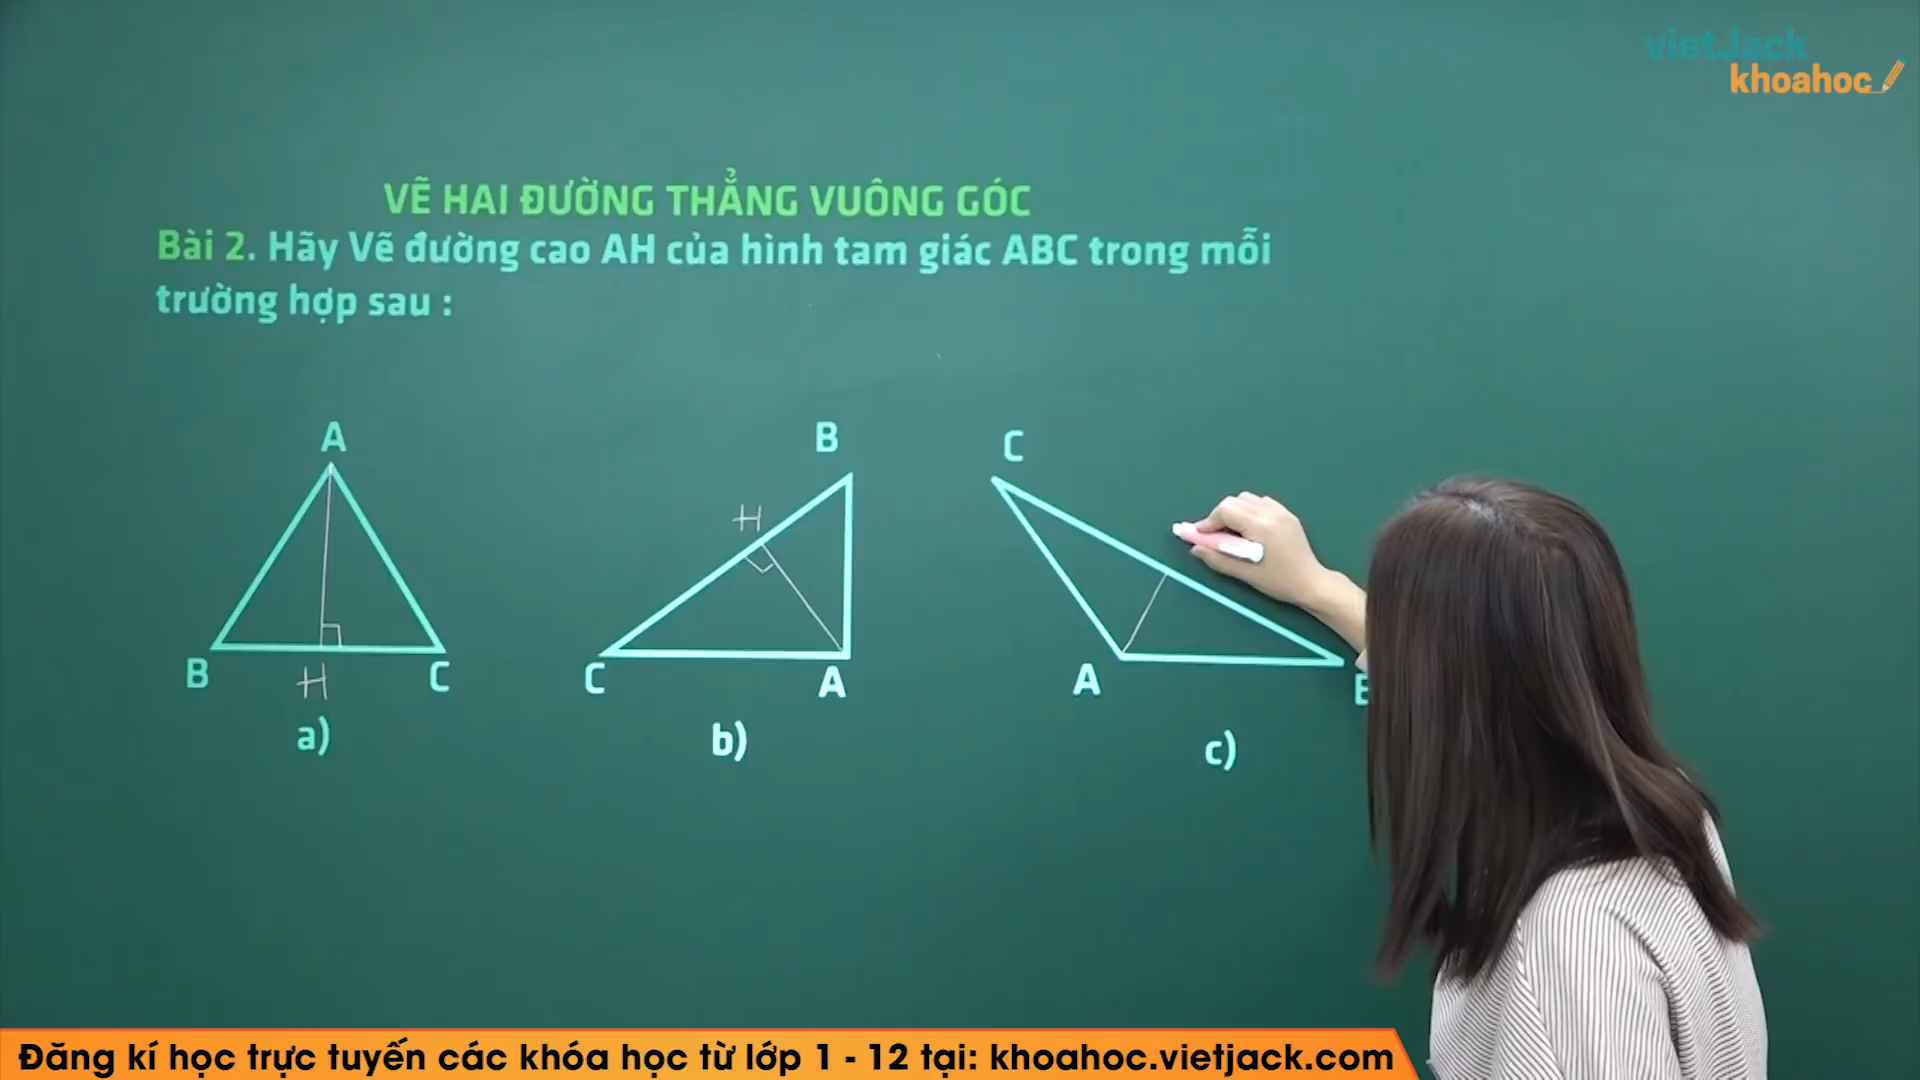 vietJack
khoahoc
VẼ HAI ĐƯỜNG THẲNG VUÔNG GÓC
Bài 2. Hãy Vẽ đường cao AH của hình tam giác ABC trong mỗi
trường hợp sau :
A
B
H
C
a)
B
H
C
A
b)
C
A
c)
Đăng kí học trực tuyến các khóa học từ lớp 1 - 12 tại: khoahoc.vietjack.com